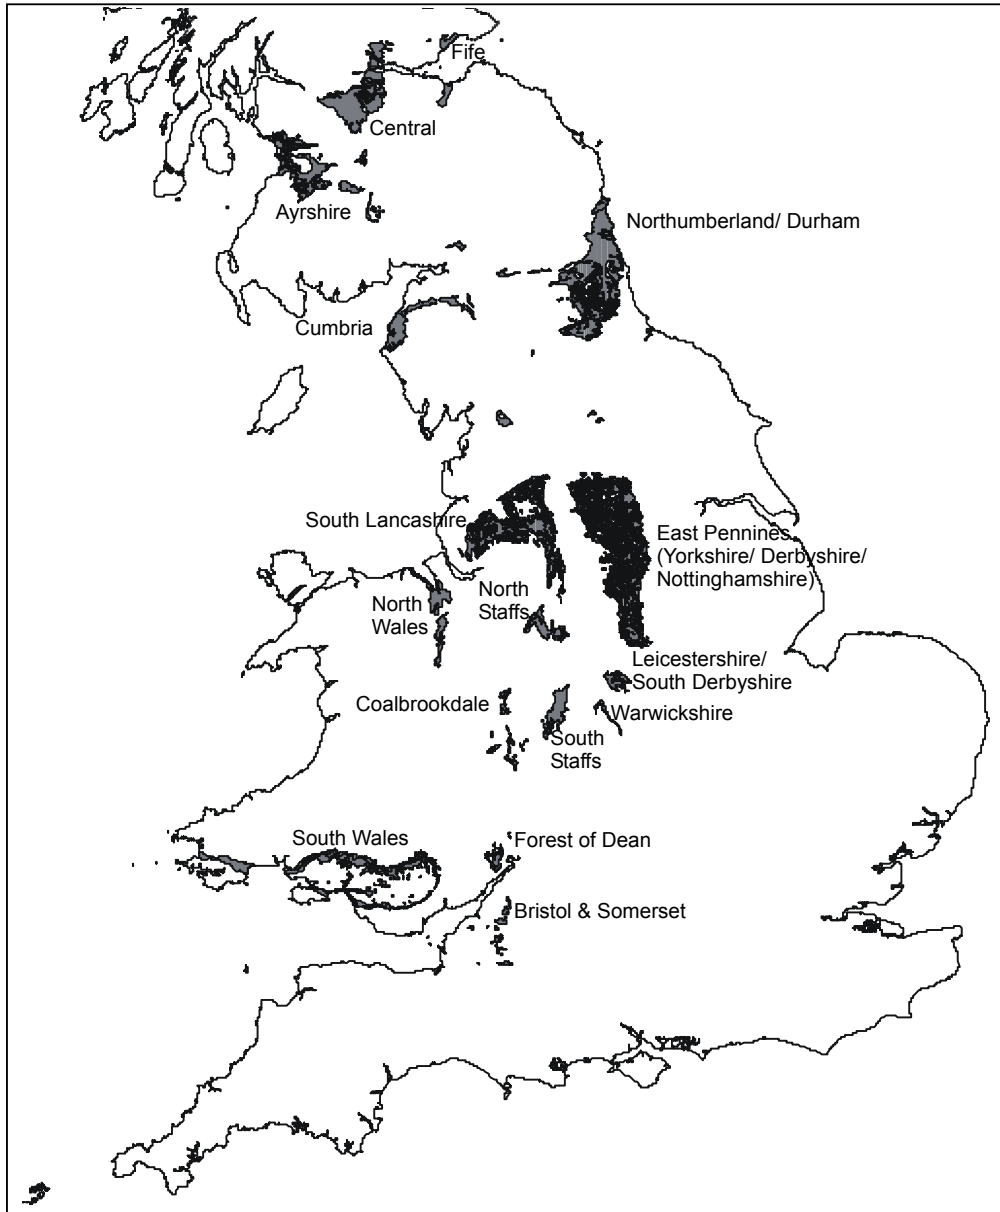 Fife
Central
Ayrshire
Northumberland/ Durham
Cumbria
South Lancashire
East Pennines
(Yorkshire/ Derbyshire/
Nottinghamshire)
North
Wales
North
Staffs
Leicestershire/
South Derbyshire
Coalbrookdale
Warwickshire
South
Staffs
South Wales
Forest of Dean
Bristol & Somerset